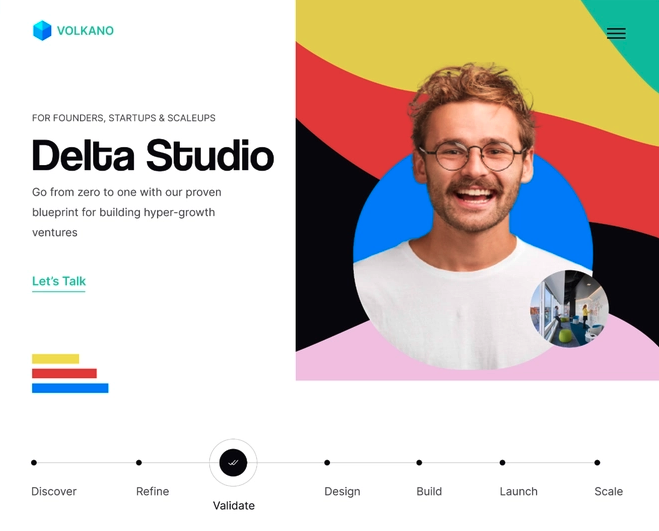 VOLKANO
FOR FOUNDERS, STARTUPS & SCALEUPS
Delta Studio
Go from zero to one with our proven
blueprint for building hyper-growth
ventures
Let's Talk
Discover
Refine
Validate
Design
Build
Launch
Scale